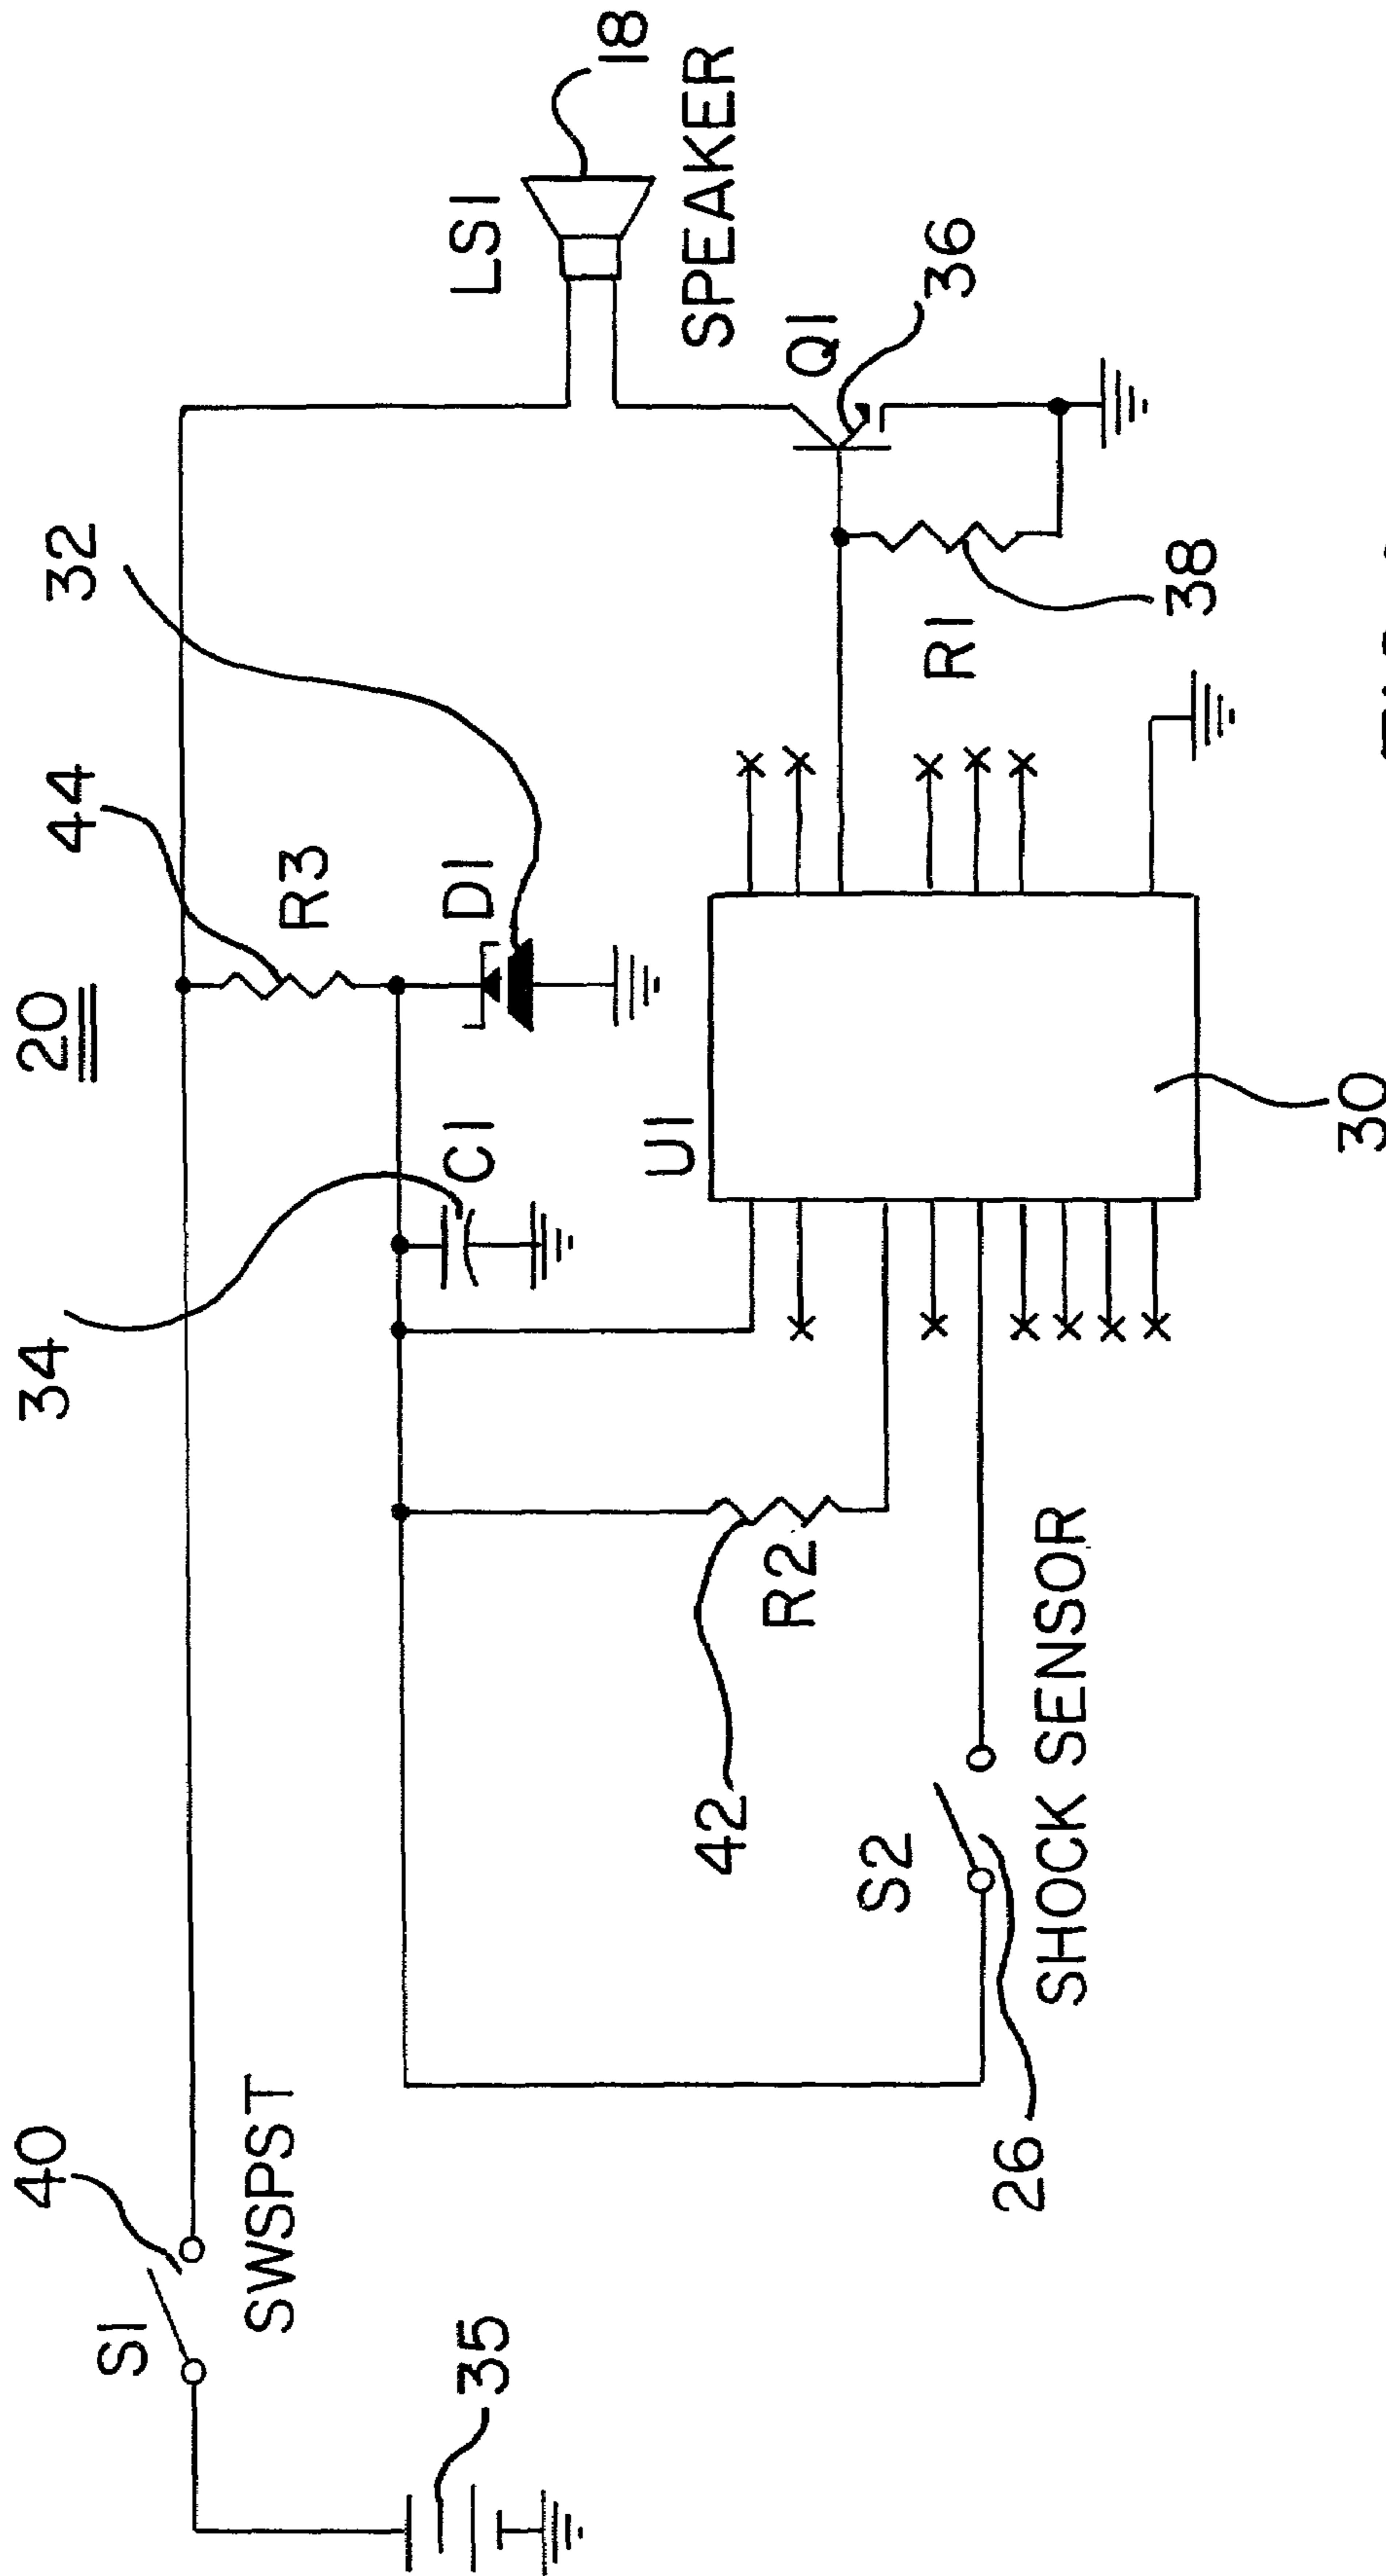 20
40
S1
SWSPST
35
34
44
32
R3
C1
D1
LS1
18
SPEAKER
U1
42
R2
Q1
36
S2
26
SHOCK SENSOR
R1
38
30